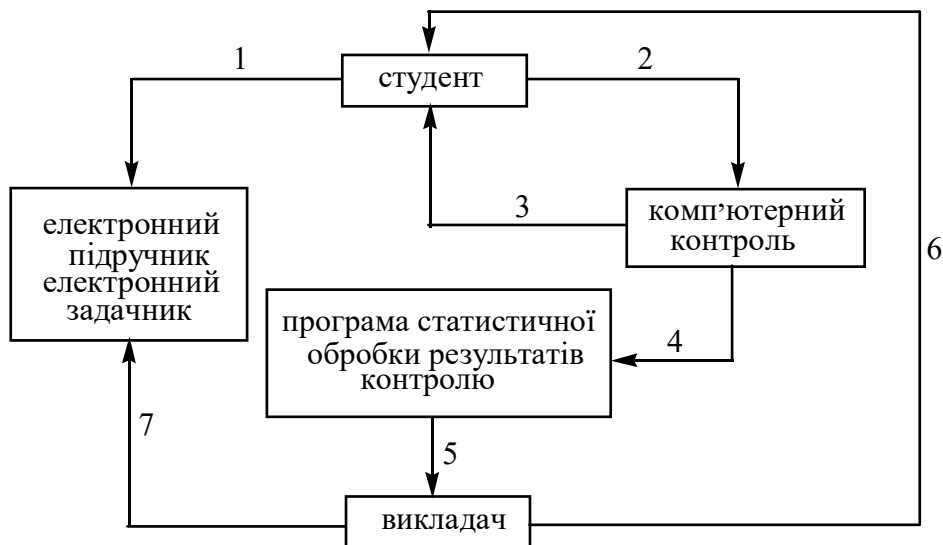 1
студент
2
електронний
підручник
електронний
задачник
3
комп’ютерний
контроль
6
програма статистичної
обробки результатів
контролю
4
7
5
викладач